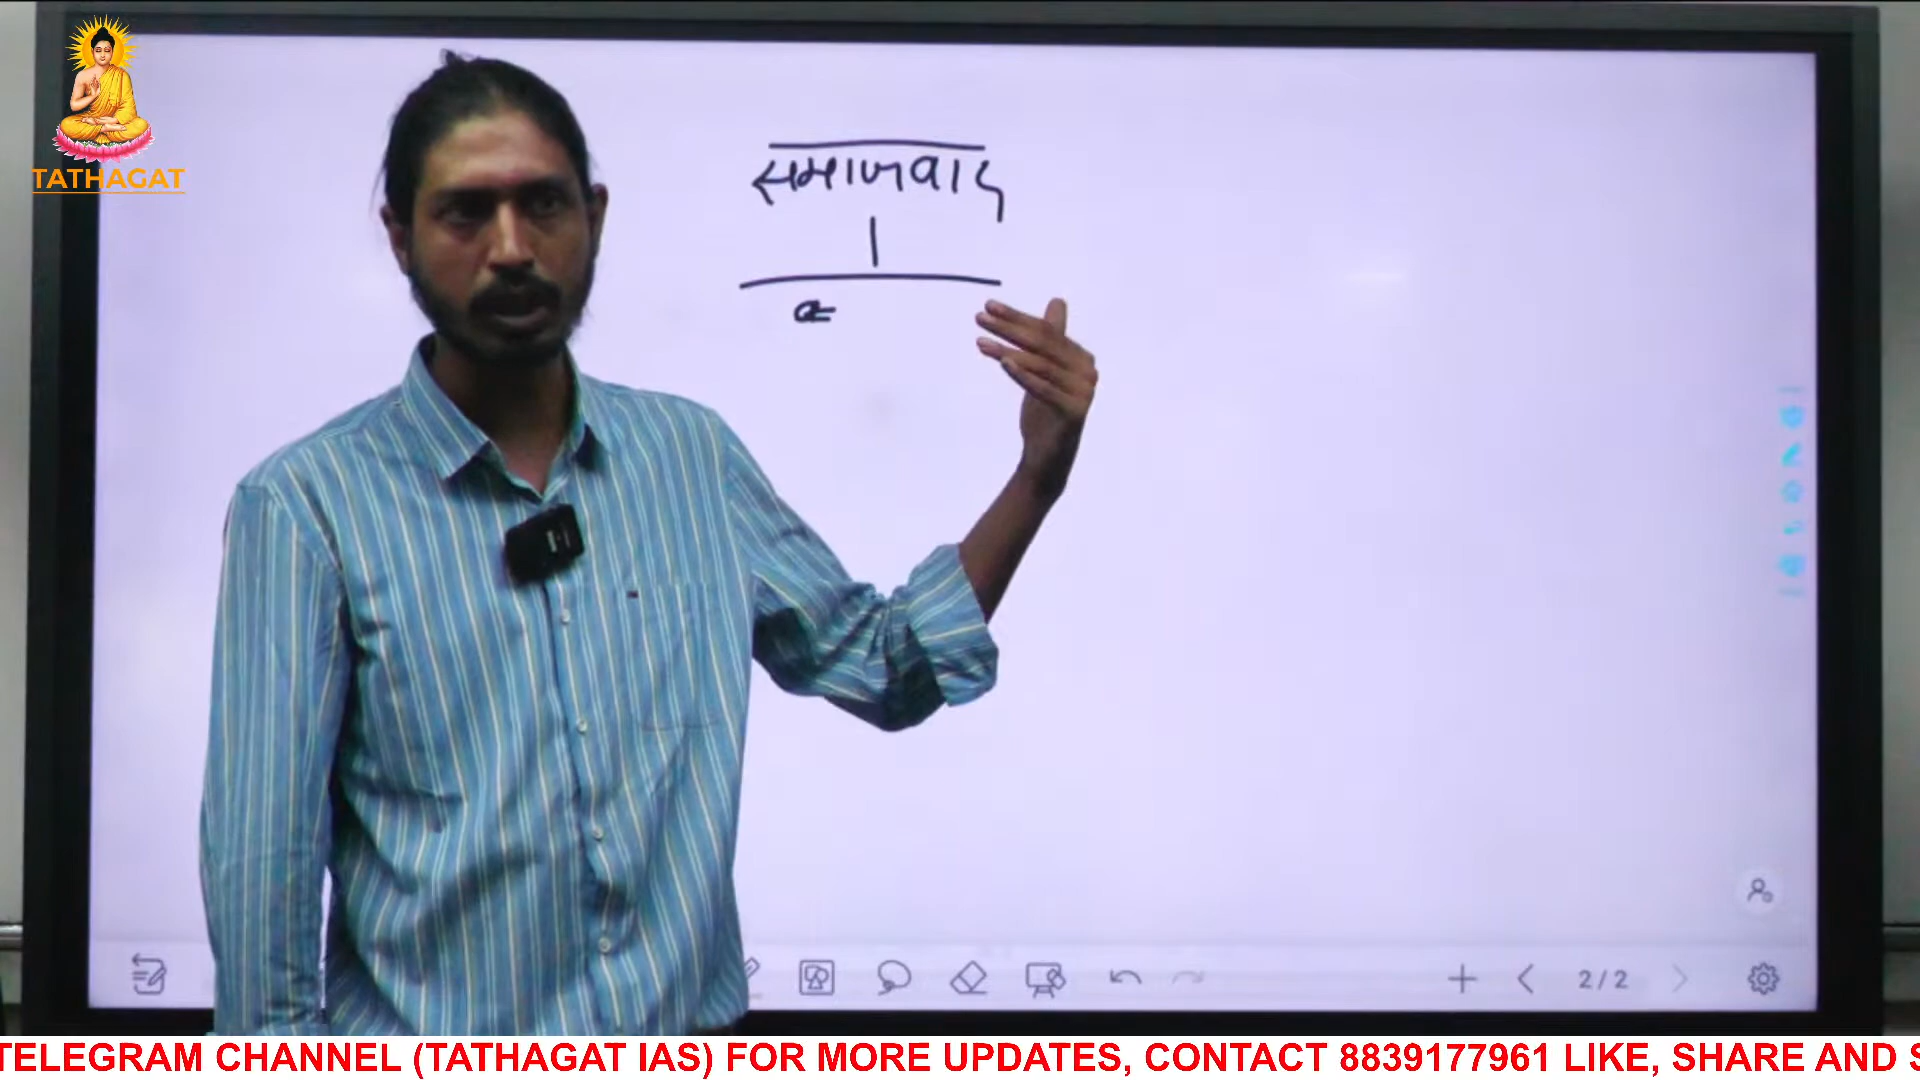 TATHAGAT
समाजवाद
2/2
TELEGRAM CHANNEL (TATHAGAT IAS) FOR MORE UPDATES, CONTACT 8839177961 LIKE, SHARE AND S